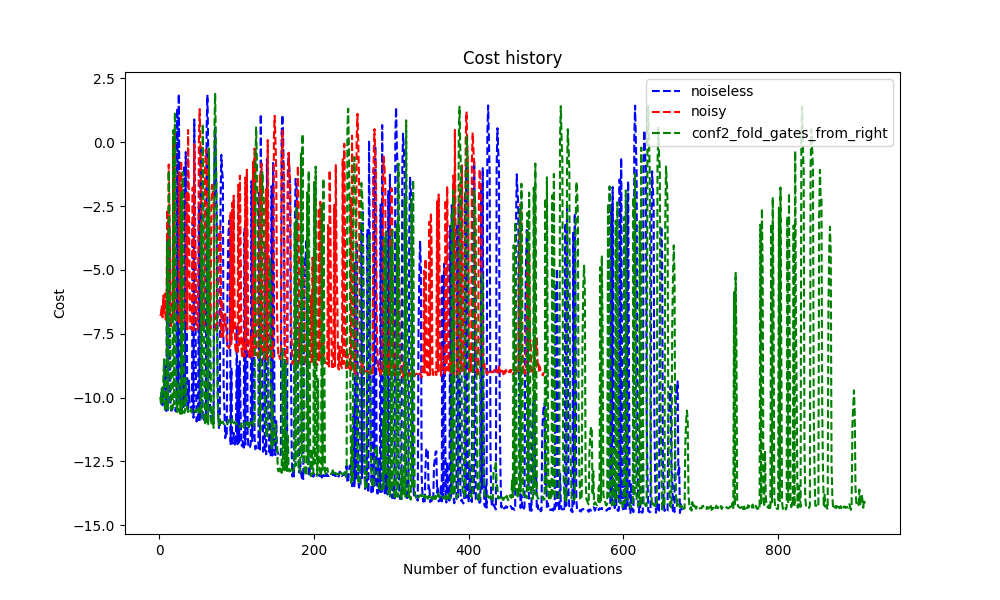 Cost history
noiseless
noisy
conf2_fold_gates_from_right
2.5
0.0
−2.5
−5.0
−7.5
−10.0
−12.5
−15.0
Cost
0 200 400 600 800
Number of function evaluations